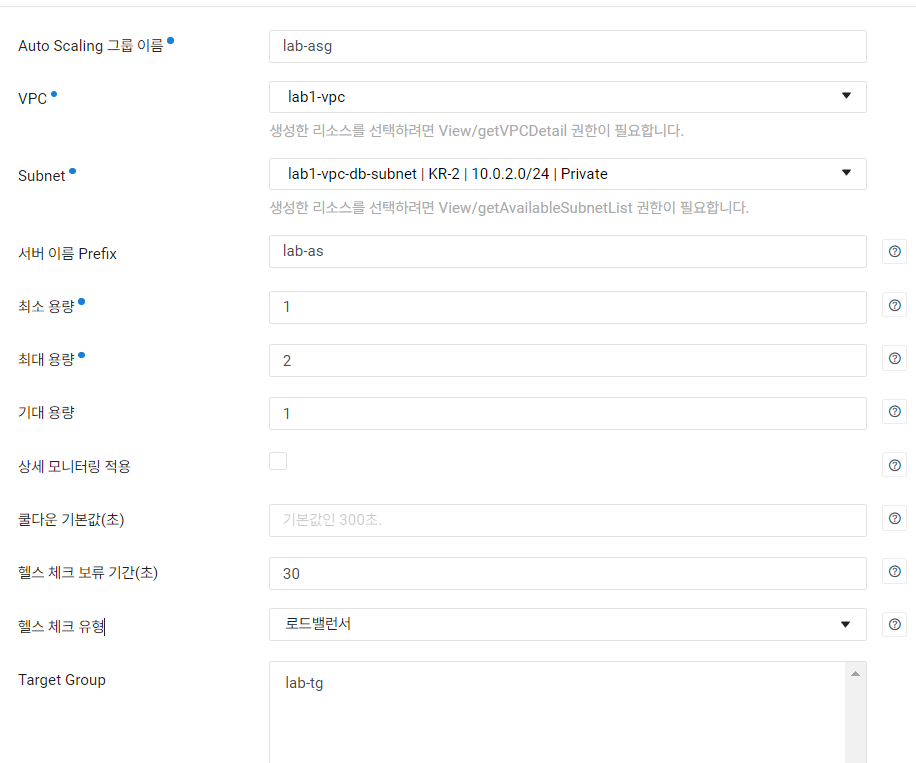 Auto Scaling 그룹 이름
lab-asg
VPC
lab1-vpc
생성한 리소스를 선택하려면 View/getVPCDetail 권한이 필요합니다.
Subnet
lab1-vpc-db-subnet | KR-2 | 10.0.2.0/24 | Private
생성한 리소스를 선택하려면 View/getAvailableSubnetList 권한이 필요합니다.
서버 이름 Prefix
lab-as
최소 용량
1
최대 용량
2
기대 용량
1
상세 모니터링 적용
쿨다운 기본값(초)
기본값인 300초.
헬스 체크 보류 기간(초)
30
헬스 체크 유형
로드밸런서
Target Group
lab-tg